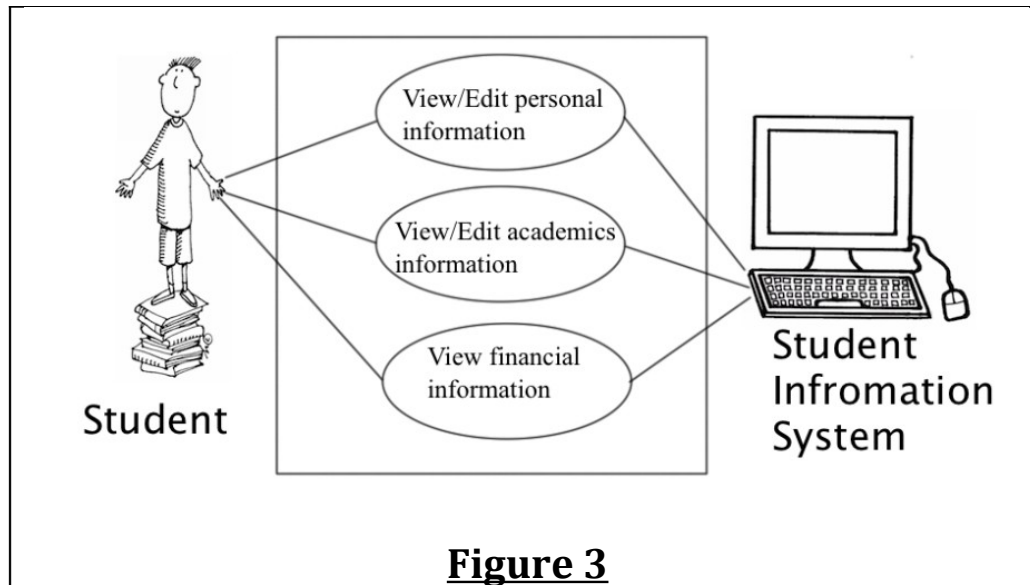 View/Edit personal
information
View/Edit academics
information
View financial
information
Student
Student
Infromation
System
Figure 3